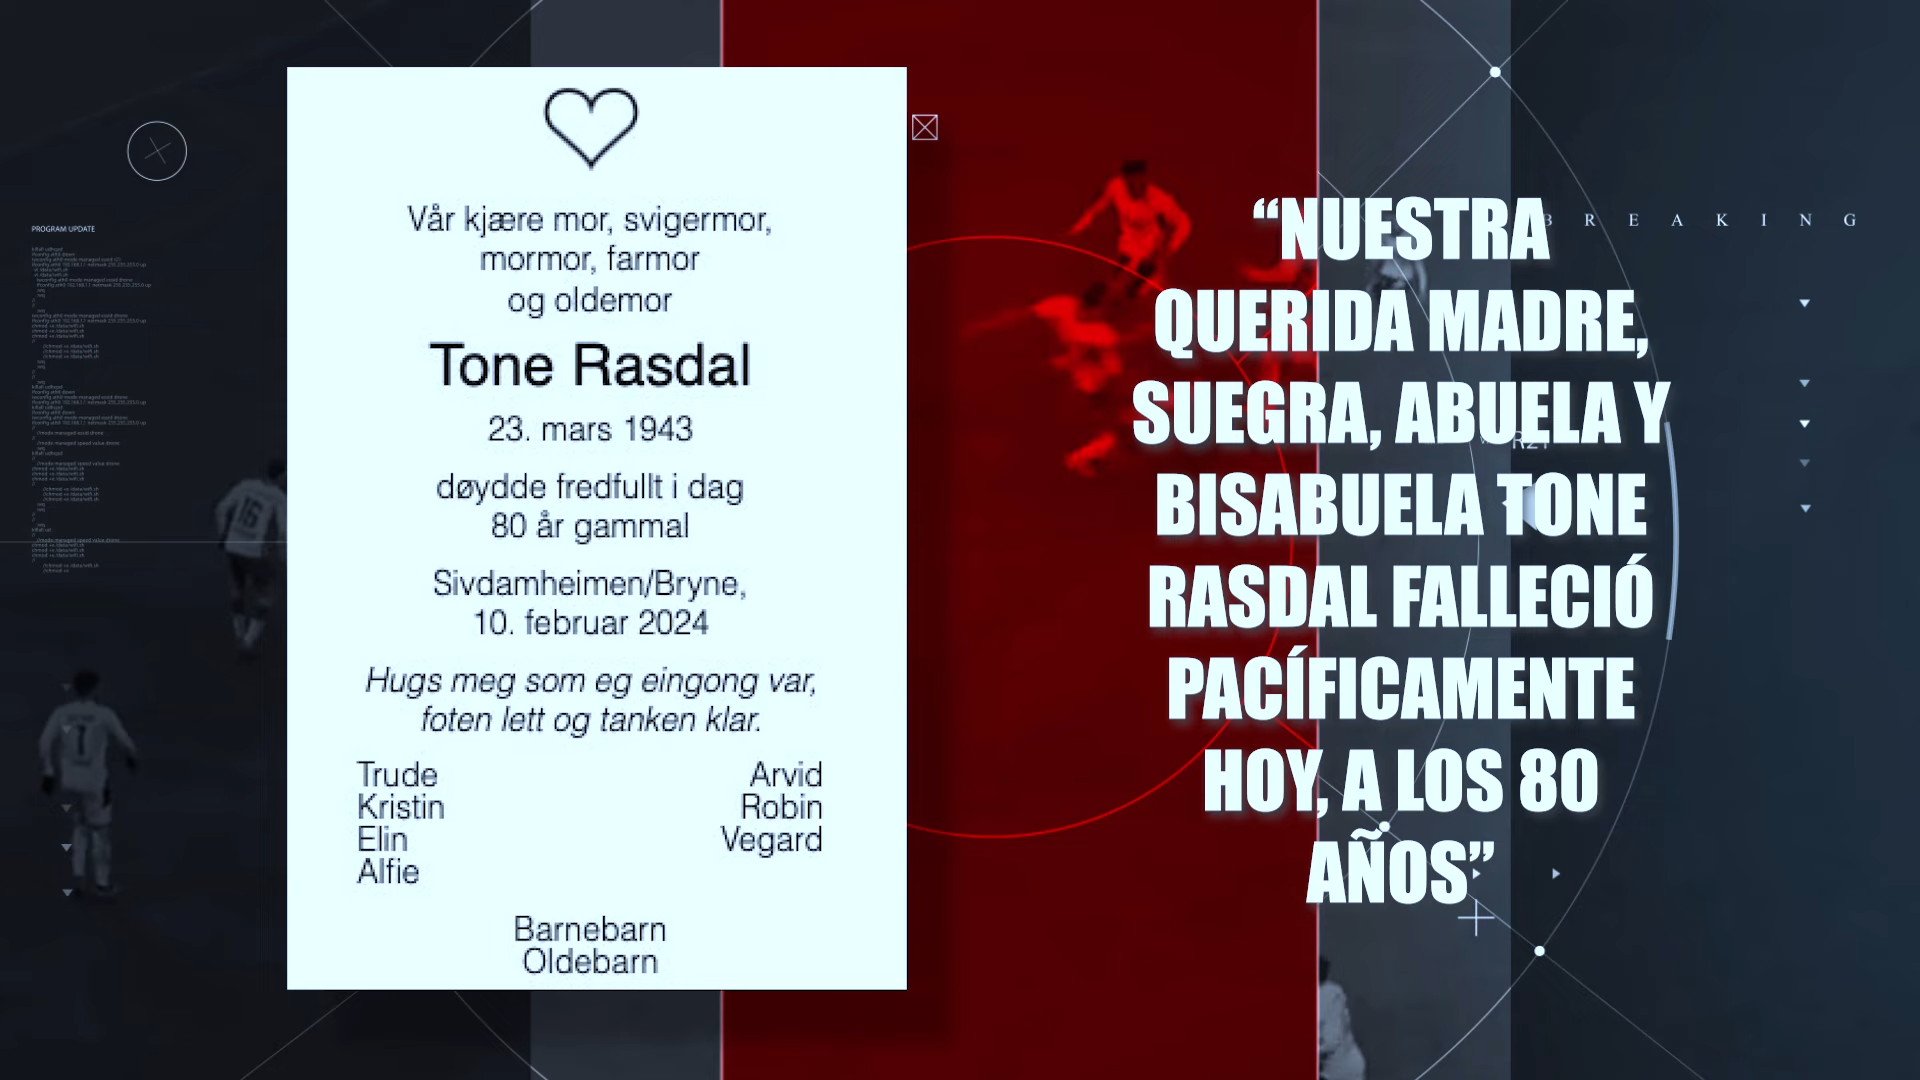 PROGRAM UPDATE
Vår kjære mor, svigermor,
mormor, farmor
og oldemor
Tone Rasdal
23. mars 1943
døydde fredfullt i dag
80 år gammal
Sivdamheimen/Bryne,
10. februar 2024
Hugs meg som eg eingong var,
foten lett og tanken klar.
Trude Arvid
Kristin Robin
Elin Vegard
Alfie
Barnebarn
Oldebarn
BREAKING
“NUESTRA
QUERIDA MADRE,
SUEGRA, ABUELA Y
BISABUELA TONE
RASDAL FALLECIÓ
PACÍFICAMENTE
HOY, A LOS 80
AÑOS”
16
1